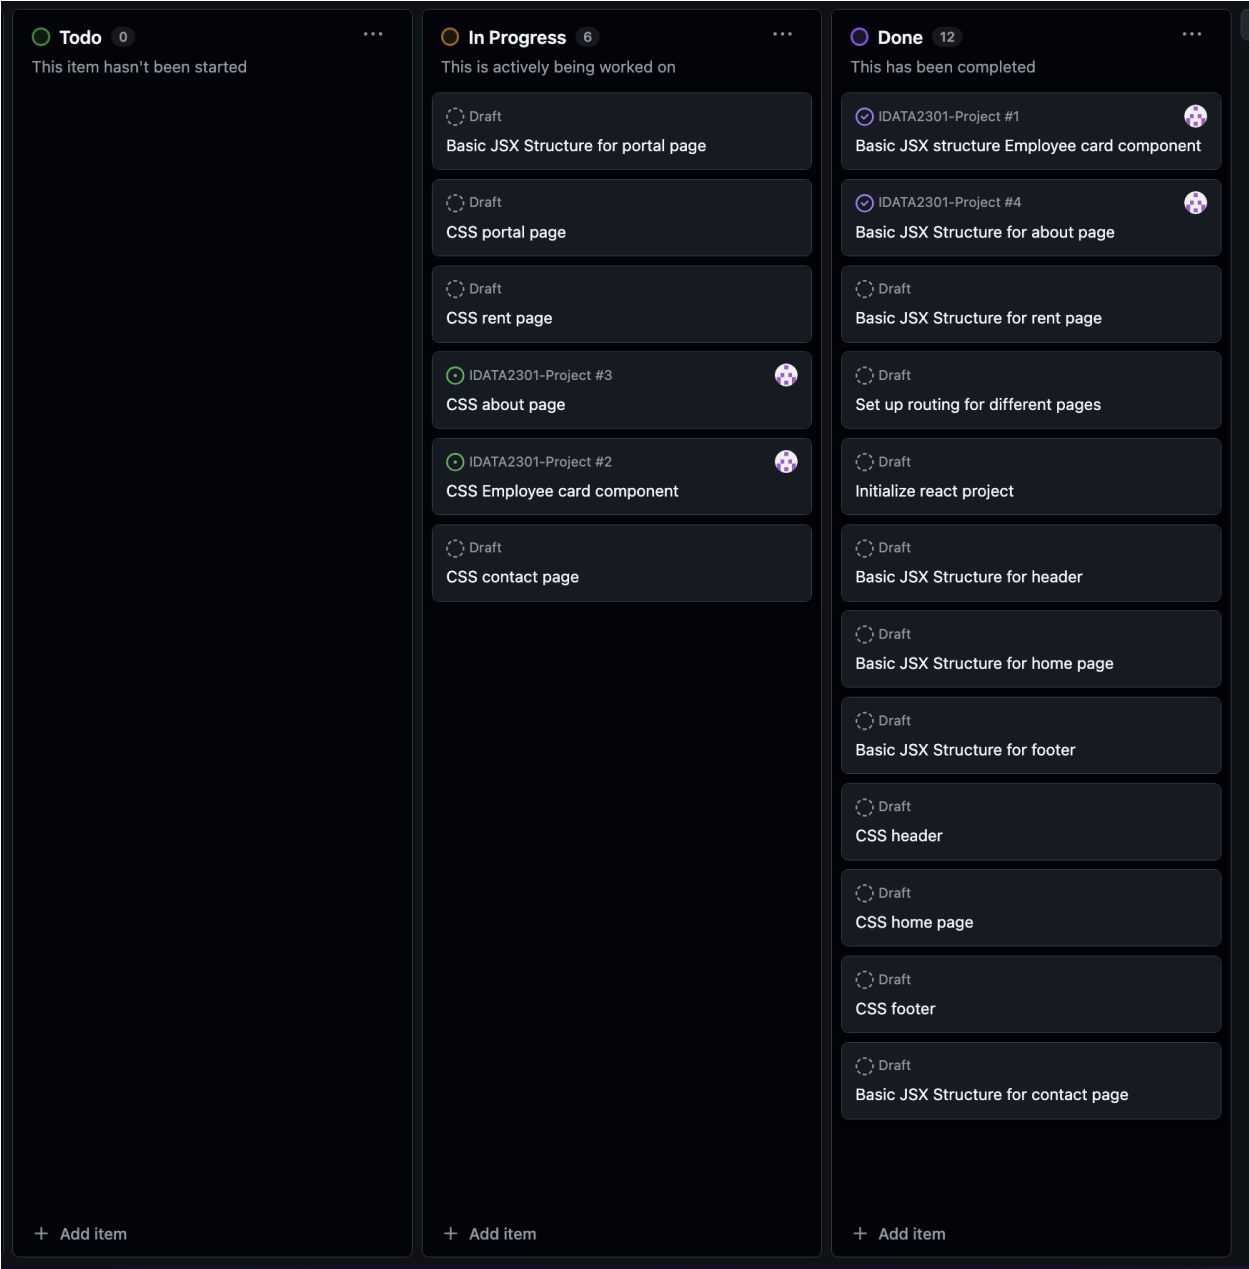 Todo 0
This item hasn't been started
+ Add item
In Progress 6
This is actively being worked on
Draft
Basic JSX Structure for portal page
Draft
CSS portal page
Draft
CSS rent page
IDATA2301-Project #3
CSS about page
IDATA2301-Project #2
CSS Employee card component
Draft
CSS contact page
+ Add item
Done 12
This has been completed
IDATA2301-Project #1
Basic JSX structure Employee card component
IDATA2301-Project #4
Basic JSX Structure for about page
Draft
Basic JSX Structure for rent page
Draft
Set up routing for different pages
Draft
Initialize react project
Draft
Basic JSX Structure for header
Draft
Basic JSX Structure for home page
Draft
Basic JSX Structure for footer
Draft
CSS header
Draft
CSS home page
Draft
CSS footer
Draft
Basic JSX Structure for contact page
+ Add item